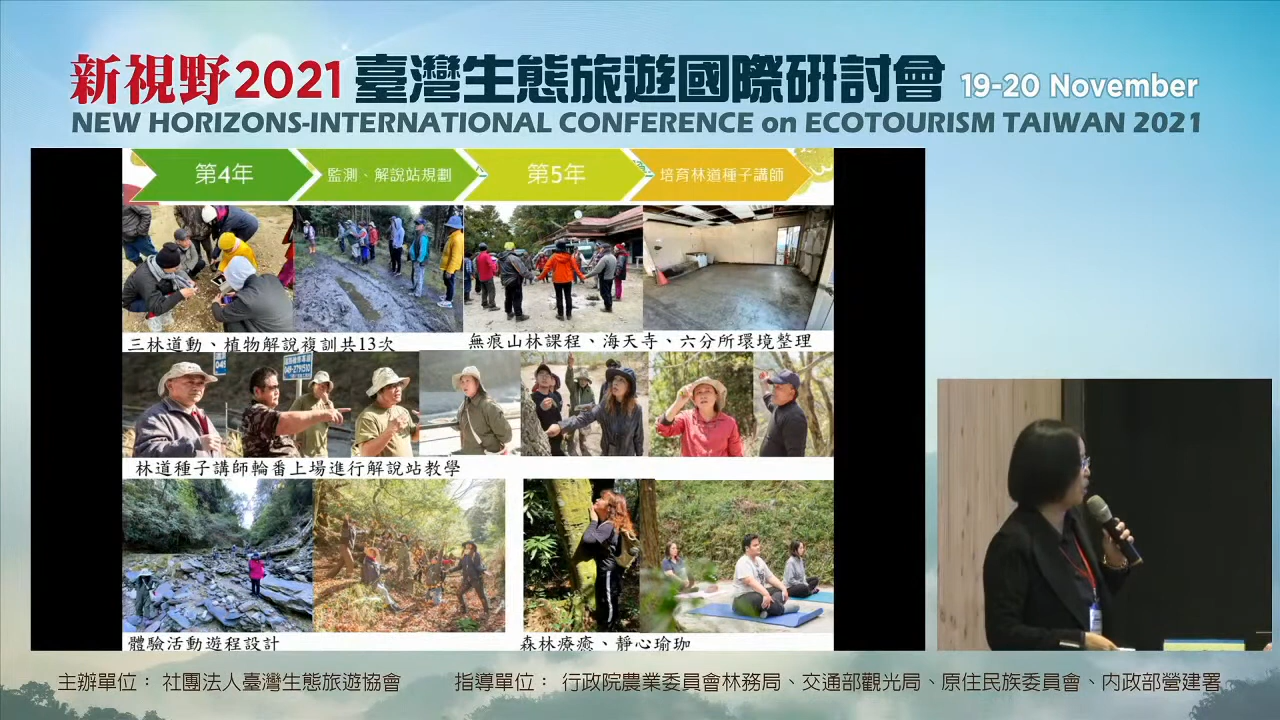 新視野2021臺灣生態旅遊國際研討會 19-20 November
NEW HORIZONS-INTERNATIONAL CONFERENCE on ECOTOURISM TAIWAN 2021
第4年 監測、解說站規劃 第5年 培育林道種子講師
三林道動、植物解說複訓共13次
無痕山林課程、海天寺、六分所環境整理
049-2791510
林道種子講師輪番上場進行解說站教學
體驗活動遊程設計
森林療癒、靜心瑜珈
主辦單位： 社團法人臺灣生態旅遊協會 指導單位： 行政院農業委員會林務局、交通部觀光局、原住民族委員會、內政部營建署